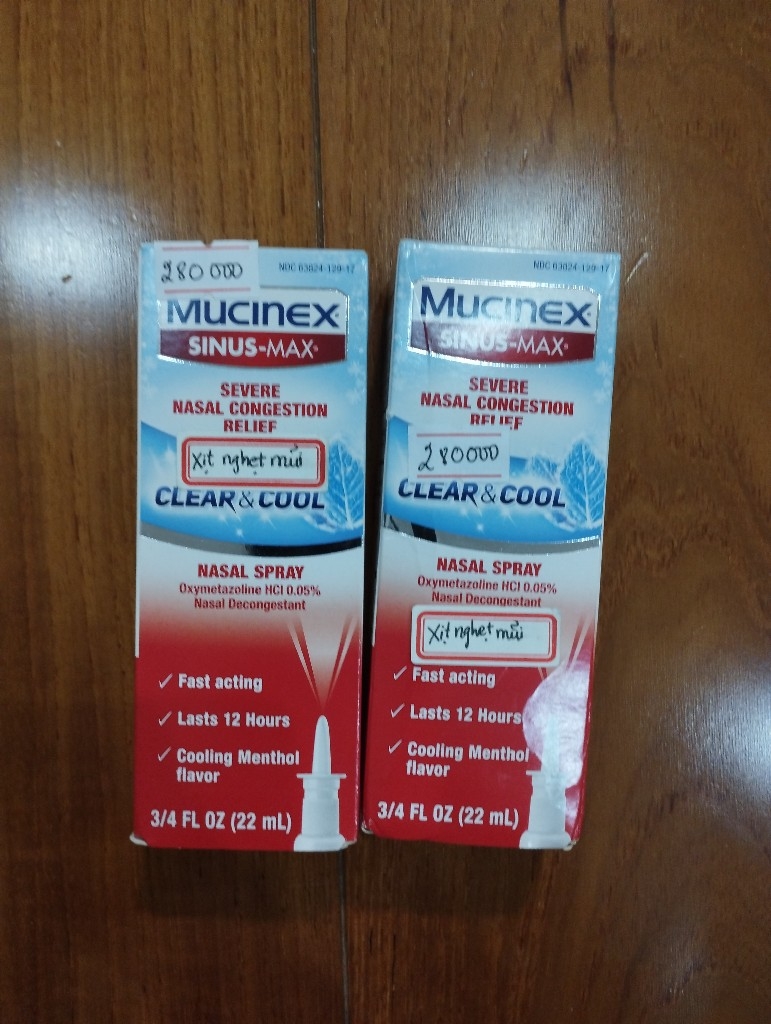 280 000
NDC 63824-129-17
MUCINEX
SINUS-MAX
SEVERE
NASAL CONGESTION
RELIEF
Xịt nghẹt mũi
CLEAR & COOL
NASAL SPRAY
Oxymetazoline HCl 0.05%
Nasal Decongestant
✓ Fast acting
✓ Lasts 12 Hours
✓ Cooling Menthol
flavor
3/4 FL OZ (22 mL)
NDC 63824-129-17
MUCINEX
SINUS-MAX
SEVERE
NASAL CONGESTION
RELIEF
280000
CLEAR & COOL
NASAL SPRAY
Oxymetazoline HCl 0.05%
Nasal Decongestant
Xịt nghẹt mũi
✓ Fast acting
✓ Lasts 12 Hours
✓ Cooling Menthol
flavor
3/4 FL OZ (22 mL)